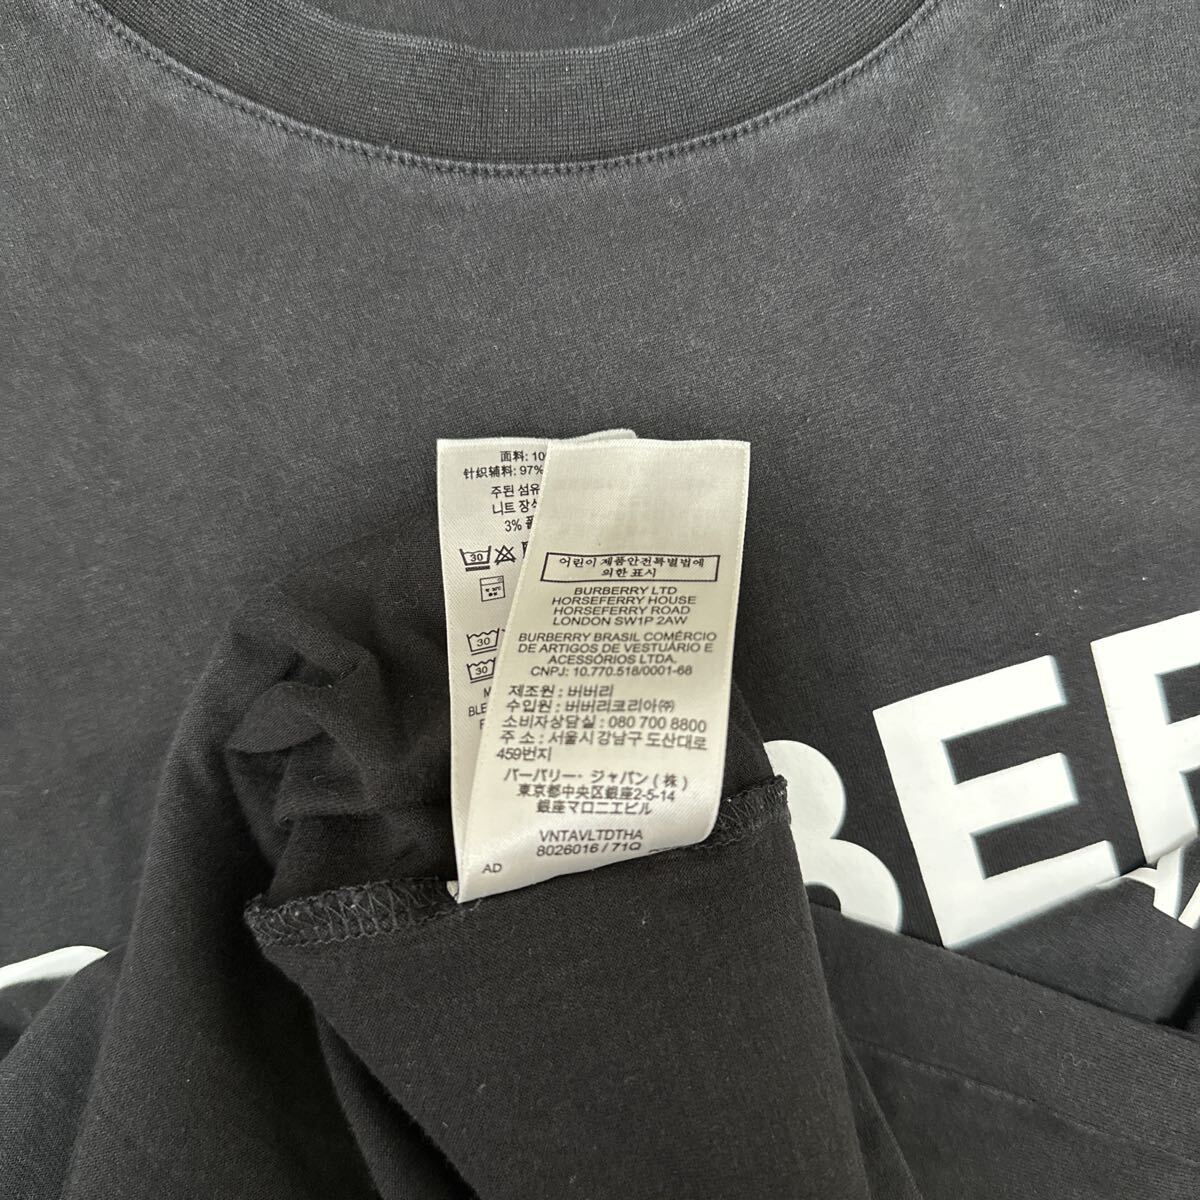 面料: 10
针织辅料: 97%
주된 섬유
니트 장식
3%
30
30
30
어린이 제품안전특별법에
의한 표시
BURBERRY LTD
HORSEFERRY HOUSE
HORSEFERRY ROAD
LONDON SW1P 2AW
BURBERRY BRASIL COMÉRCIO
DE ARTIGOS DE VESTUÁRIO E
ACESSÓRIOS LTDA.
CNPJ: 10.770.518/0001-68
제조원 : 버버리
수입원 : 버버리코리아㈜
소비자상담실 : 080 700 8800
주 소 : 서울시 강남구 도산대로
459번지
バーバリー・ジャパン (株)
東京都中央区銀座2-5-14
銀座マロニエビル
VNTAVLTDTHA
8026016 / 71Q
AD
BER